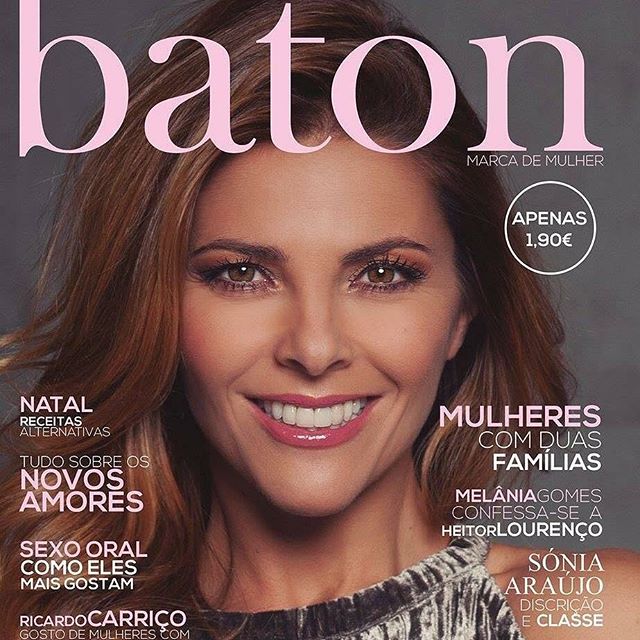 baton
MARCA DE MULHER
APENAS
1,90€
NATAL
RECEITAS
ALTERNATIVAS
TUDO SOBRE OS
NOVOS
AMORES
SEXO ORAL
COMO ELES
MAIS GOSTAM
RICARDOCARRIÇO
GOSTO DE MULHERES COM
MULHERES
COM DUAS
FAMÍLIAS
MELÂNIAGOMES
CONFESSA-SE A
HEITORLOURENÇO
SÓNIA
ARAÚJO
DISCRIÇÃO
E CLASSE